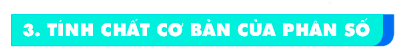 3. TÍNH CHẤT CƠ BẢN CỦA PHÂN SỐ